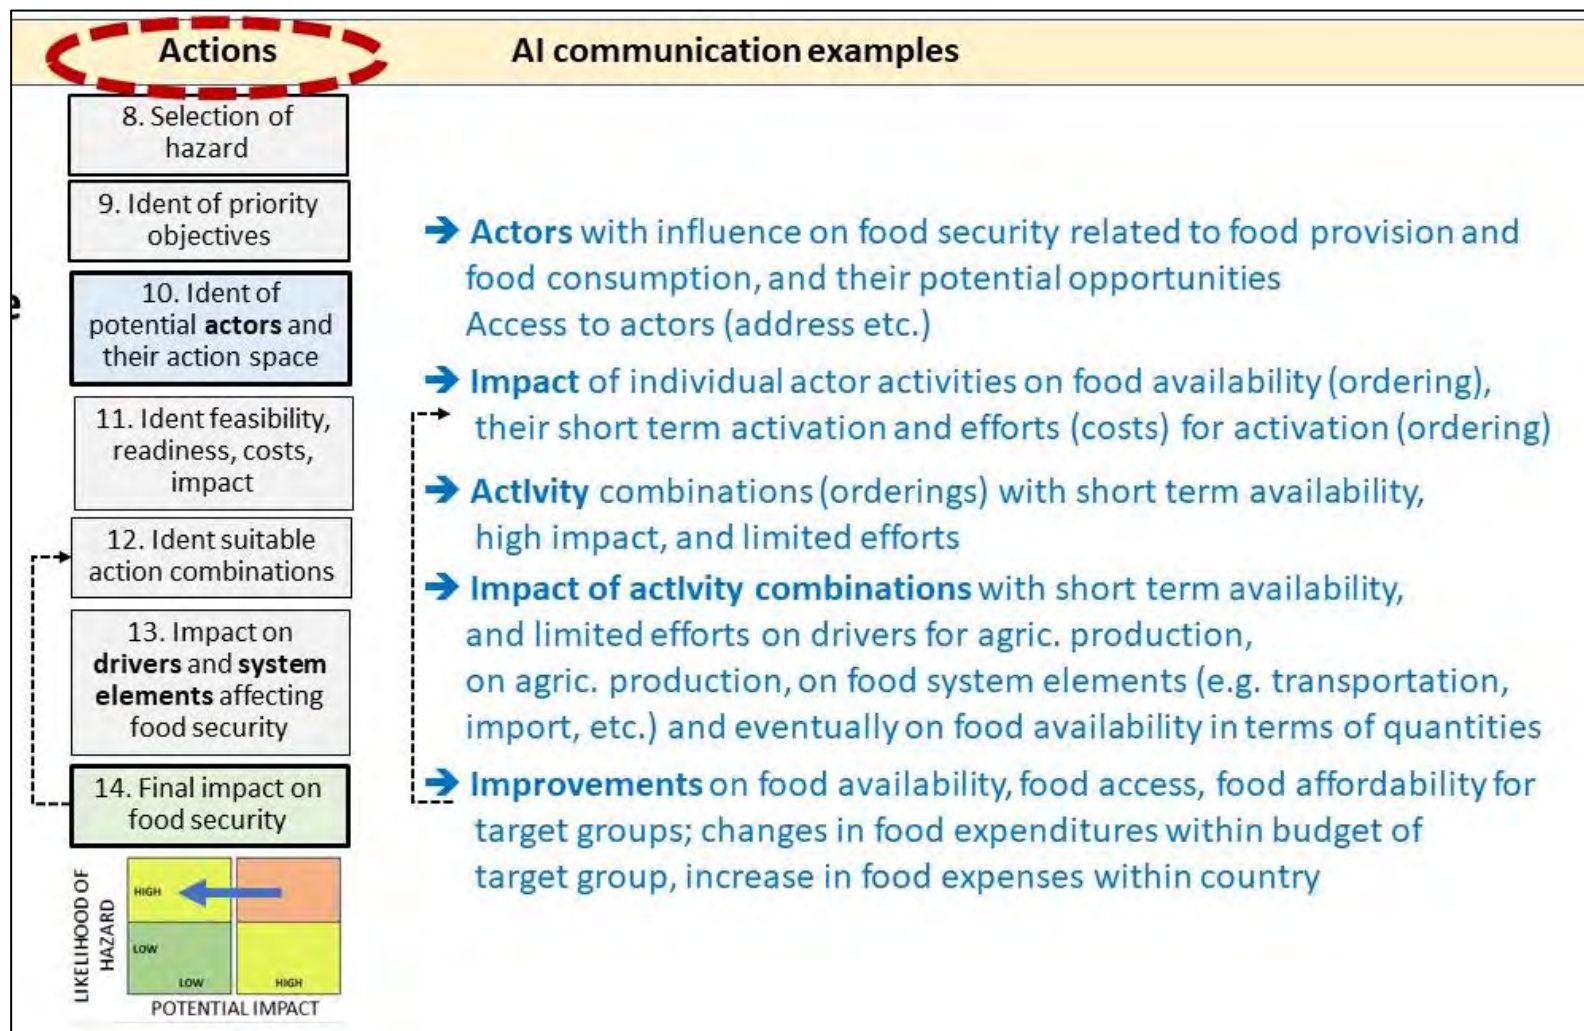 Actions
AI communication examples
8. Selection of
hazard
9. Ident of priority
objectives
e
10. Ident of
potential actors and
their action space
11. Ident feasibility,
readiness, costs,
impact
12. Ident suitable
action combinations
13. Impact on
drivers and system
elements affecting
food security
14. Final impact on
food security
➔ Actors with influence on food security related to food provision and
food consumption, and their potential opportunities
Access to actors (address etc.)
➔ Impact of individual actor activities on food availability (ordering),
their short term activation and efforts (costs) for activation (ordering)
➔ ActIvity combinations (orderings) with short term availability,
high impact, and limited efforts
➔ Impact of actIvity combinations with short term availability,
and limited efforts on drivers for agric. production,
on agric. production, on food system elements (e.g. transportation,
import, etc.) and eventually on food availability in terms of quantities
➔ Improvements on food availability, food access, food affordability for
target groups; changes in food expenditures within budget of
target group, increase in food expenses within country
LIKELIHOOD OF
HAZARD
HIGH
LOW
LOW HIGH
POTENTIAL IMPACT